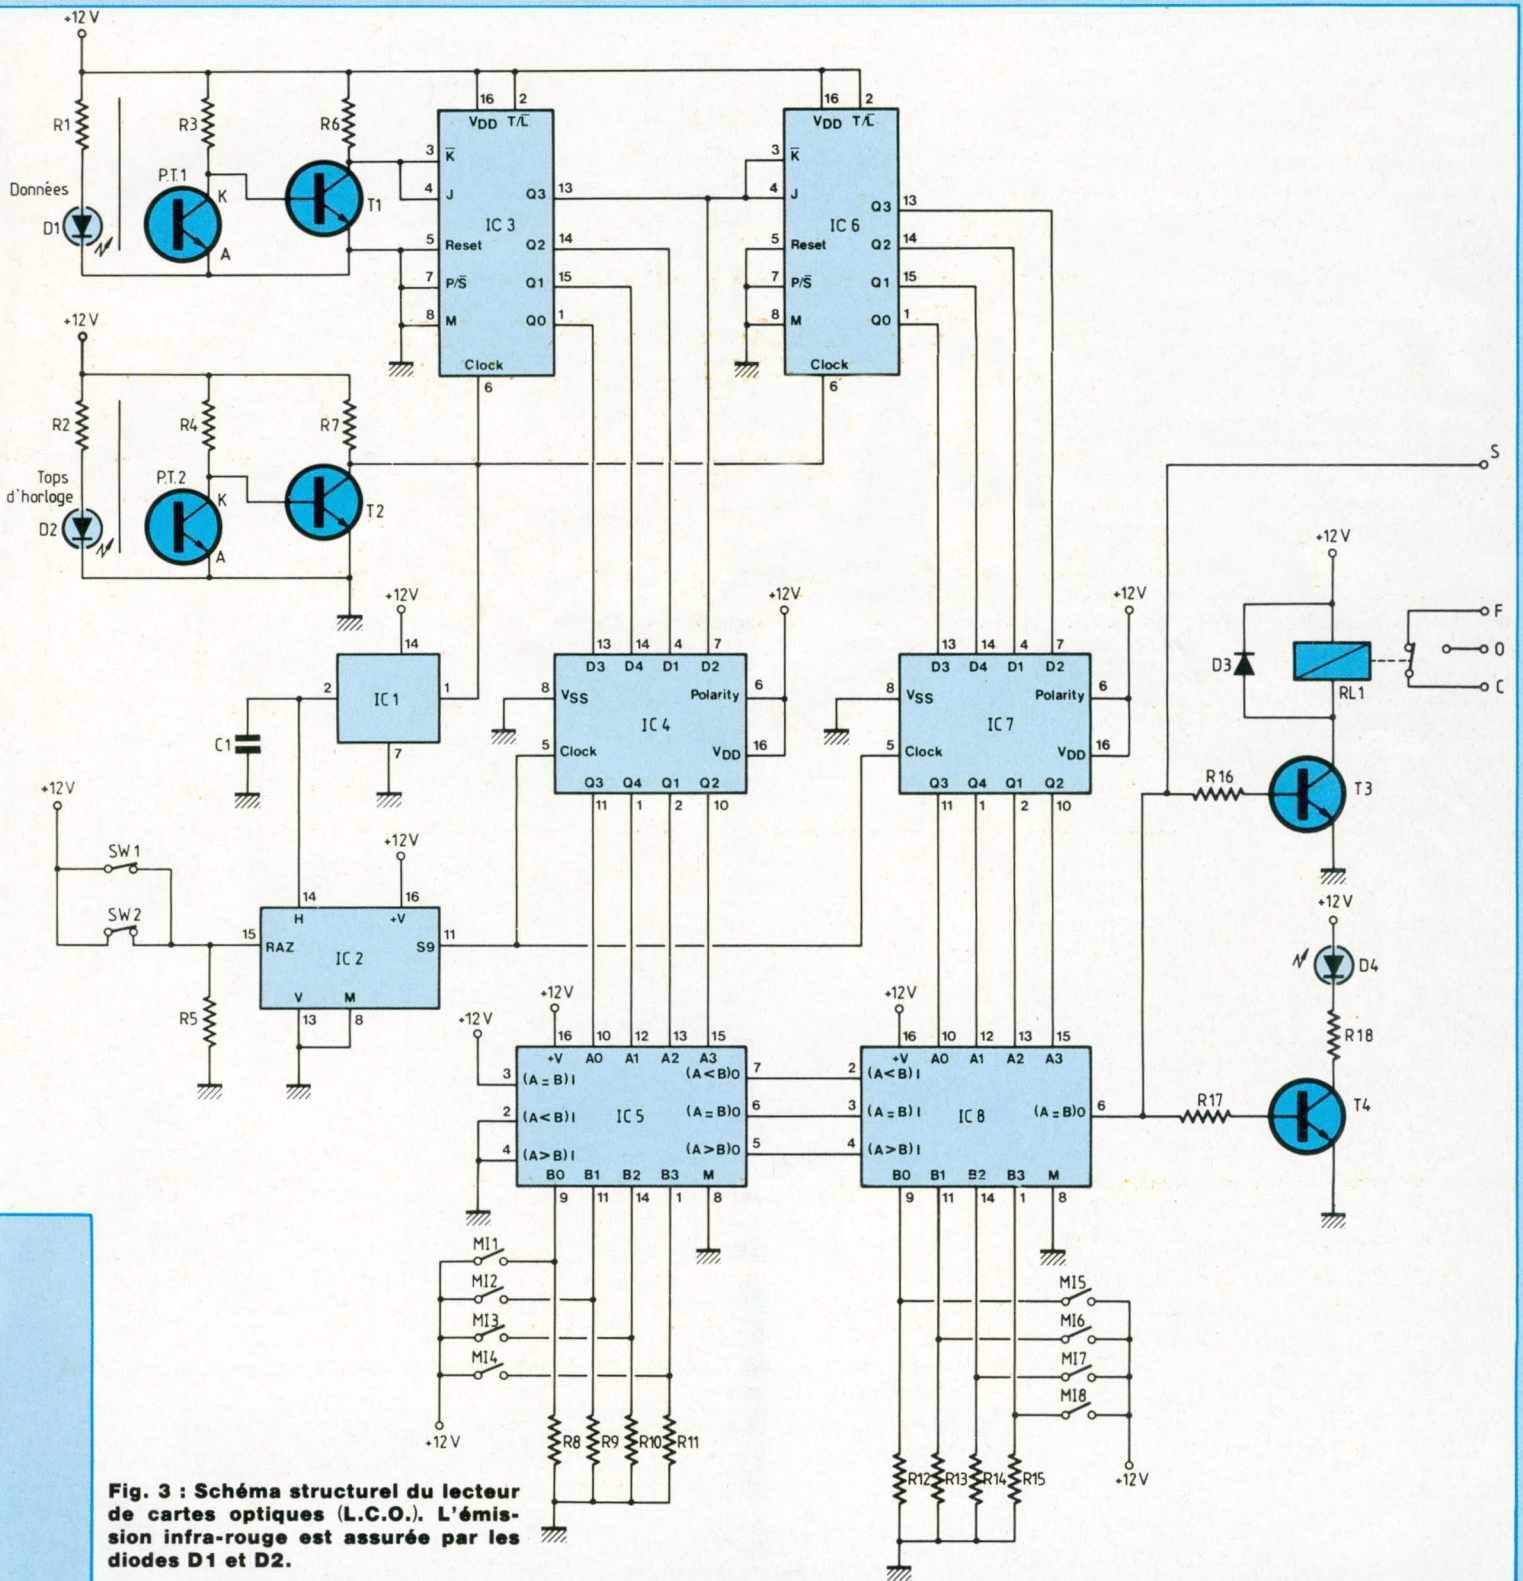 +12 V
R1
R3
R6
Données
D1
P.T.1
K
A
T1
16
2
VDD
T/L̅
3
K̅
4
J
IC 3
Q3
13
5
Reset
Q2
14
7
P/S̅
Q1
15
8
M
Q0
1
Clock
6
16
2
VDD
T/L̅
3
K̅
4
J
IC 6
Q3
13
5
Reset
Q2
14
7
P/S̅
Q1
15
8
M
Q0
1
Clock
6
+12 V
R2
R4
R7
Tops
d'horloge
D2
P.T.2
K
A
T2
+12V
14
2
IC 1
1
7
C1
+12V
SW1
SW2
R5
+12V
14
16
H
+V
15
RAZ
IC 2
S9
11
V
M
13
8
+12V
13
14
4
7
D3
D4
D1
D2
8
VSS
Polarity
6
IC 4
5
Clock
VDD
16
Q3
Q4
Q1
Q2
11
1
2
10
+12V
13
14
4
7
D3
D4
D1
D2
8
VSS
Polarity
6
IC 7
5
Clock
VDD
16
Q3
Q4
Q1
Q2
11
1
2
10
S
+12 V
D3
RL1
F
O
C
R16
T3
+12V
D4
R18
R17
T4
+12V
+12V
16
10
12
13
15
+V
A0
A1
A2
A3
3
(A=B)I
(A<B)O
7
2
(A<B)I
IC 5
(A=B)O
6
4
(A>B)I
(A>B)O
5
B0
B1
B2
B3
M
9
11
14
1
8
+12V
16
10
12
13
15
+V
A0
A1
A2
A3
2
(A<B)I
3
(A=B)I
IC 8
(A=B)O
6
4
(A>B)I
B0
B1
B2
B3
M
9
11
14
1
8
MI1
MI2
MI3
MI4
+12V
R8
R9
R10
R11
MI5
MI6
MI7
MI8
+12V
R12
R13
R14
R15
Fig. 3 : Schéma structurel du lecteur
de cartes optiques (L.C.O.). L'émis-
sion infra-rouge est assurée par les
diodes D1 et D2.